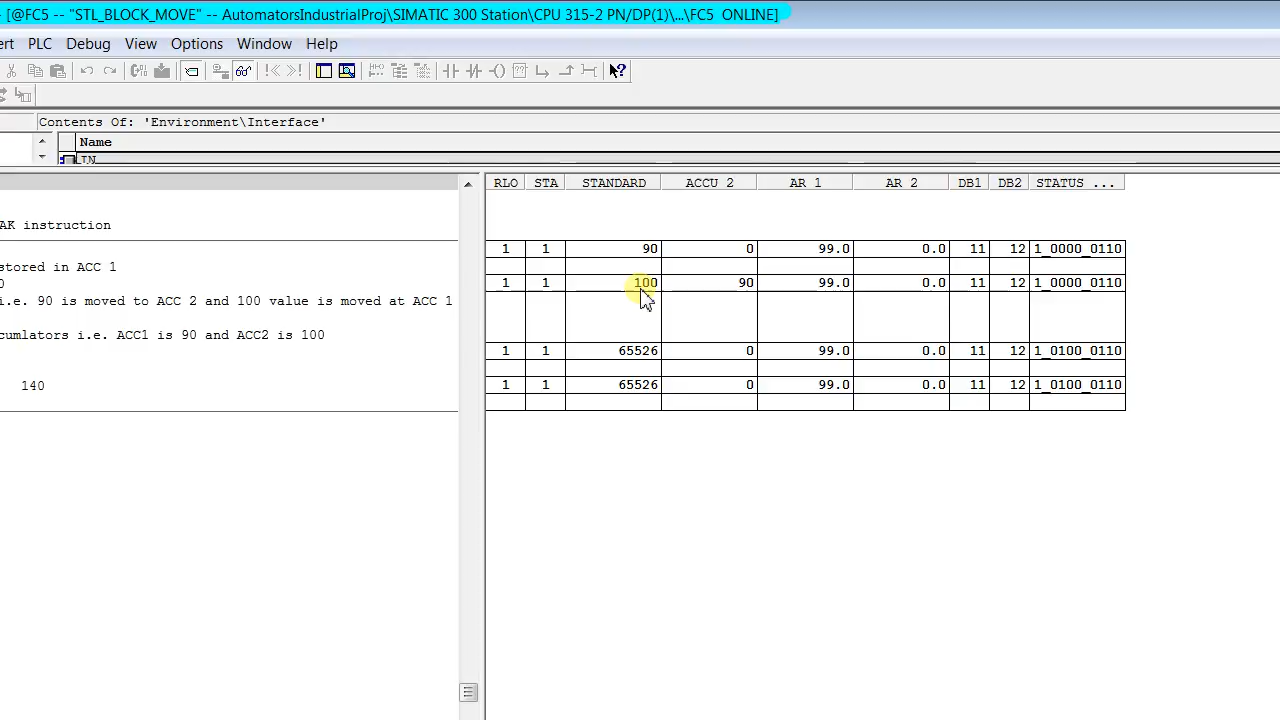 - [@FC5 -- "STL_BLOCK_MOVE" -- AutomatorsIndustrialProj\SIMATIC 300 Station\CPU 315-2 PN/DP(1)\...\FC5 ONLINE]
ert PLC Debug View Options Window Help
Contents Of: 'Environment\Interface'
Name
IN
RLO STA STANDARD ACCU 2 AR 1 AR 2 DB1 DB2 STATUS ...
AK instruction
1 1 90 0 99.0 0.0 11 12 1_0000_0110
stored in ACC 1
0
1 1 100 90 99.0 0.0 11 12 1_0000_0110
i.e. 90 is moved to ACC 2 and 100 value is moved at ACC 1
cumlators i.e. ACC1 is 90 and ACC2 is 100
1 1 65526 0 99.0 0.0 11 12 1_0100_0110
140
1 1 65526 0 99.0 0.0 11 12 1_0100_0110